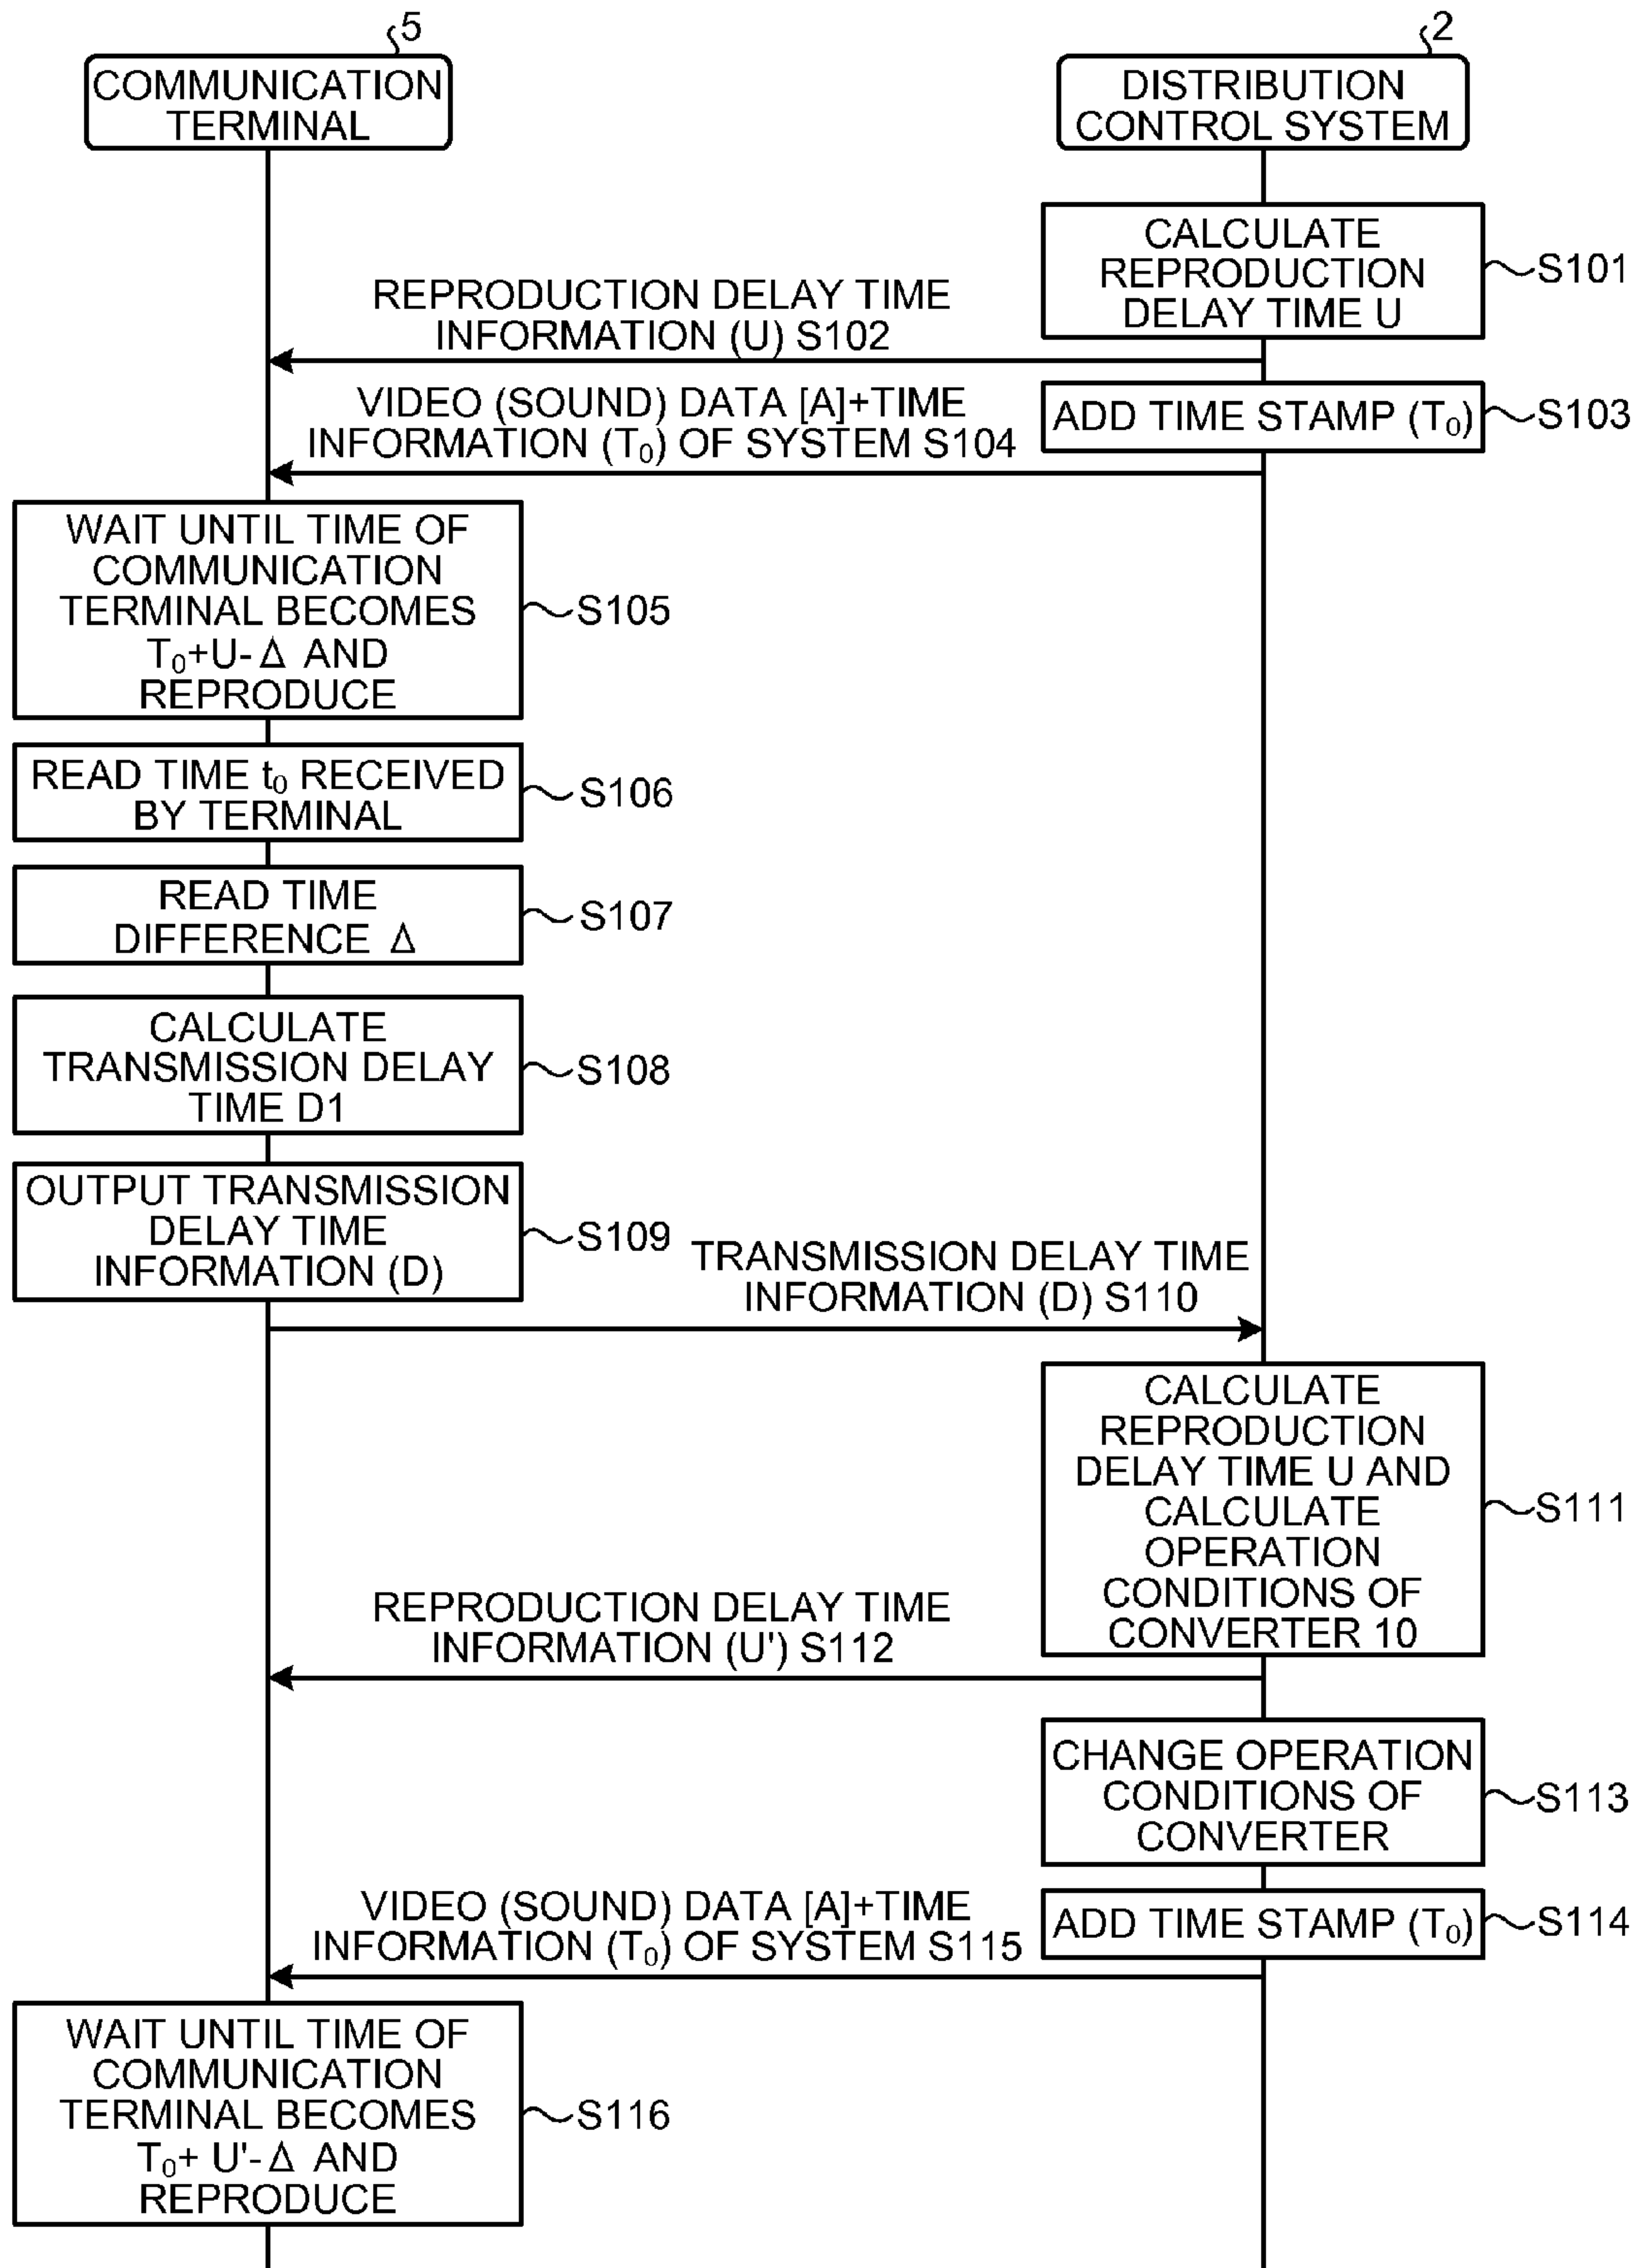 5
COMMUNICATION
TERMINAL
2
DISTRIBUTION
CONTROL SYSTEM
CALCULATE
REPRODUCTION
DELAY TIME U
S101
REPRODUCTION DELAY TIME
INFORMATION (U) S102
ADD TIME STAMP (T₀)
S103
VIDEO (SOUND) DATA [A]+TIME
INFORMATION (T₀) OF SYSTEM S104
WAIT UNTIL TIME OF
COMMUNICATION
TERMINAL BECOMES
T₀+U-Δ AND
REPRODUCE
S105
READ TIME t₀ RECEIVED
BY TERMINAL
S106
READ TIME
DIFFERENCE Δ
S107
CALCULATE
TRANSMISSION DELAY
TIME D1
S108
OUTPUT TRANSMISSION
DELAY TIME
INFORMATION (D)
S109
TRANSMISSION DELAY TIME
INFORMATION (D) S110
CALCULATE
REPRODUCTION
DELAY TIME U AND
CALCULATE
OPERATION
CONDITIONS OF
CONVERTER 10
S111
REPRODUCTION DELAY TIME
INFORMATION (U') S112
CHANGE OPERATION
CONDITIONS OF
CONVERTER
S113
ADD TIME STAMP (T₀)
S114
VIDEO (SOUND) DATA [A]+TIME
INFORMATION (T₀) OF SYSTEM S115
WAIT UNTIL TIME OF
COMMUNICATION
TERMINAL BECOMES
T₀+ U'-Δ AND
REPRODUCE
S116